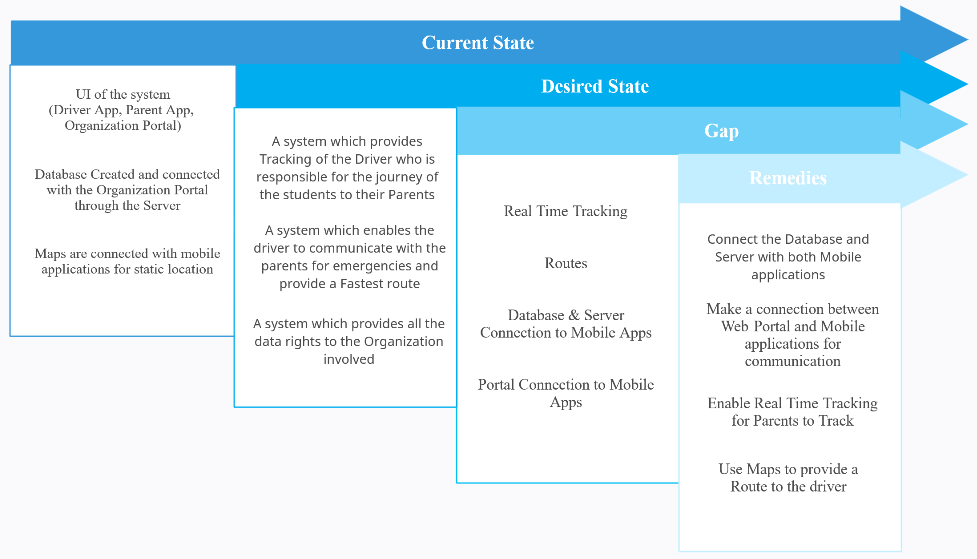 Current State
UI of the system
(Driver App, Parent App,
Organization Portal)
Database Created and connected
with the Organization Portal
through the Server
Maps are connected with mobile
applications for static location
Desired State
A system which provides
Tracking of the Driver who is
responsible for the journey of
the students to their Parents
A system which enables the
driver to communicate with the
parents for emergencies and
provide a Fastest route
A system which provides all the
data rights to the Organization
involved
Gap
Real Time Tracking
Routes
Database & Server
Connection to Mobile Apps
Portal Connection to Mobile
Apps
Remedies
Connect the Database and
Server with both Mobile
applications
Make a connection between
Web Portal and Mobile
applications for
communication
Enable Real Time Tracking
for Parents to Track
Use Maps to provide a
Route to the driver